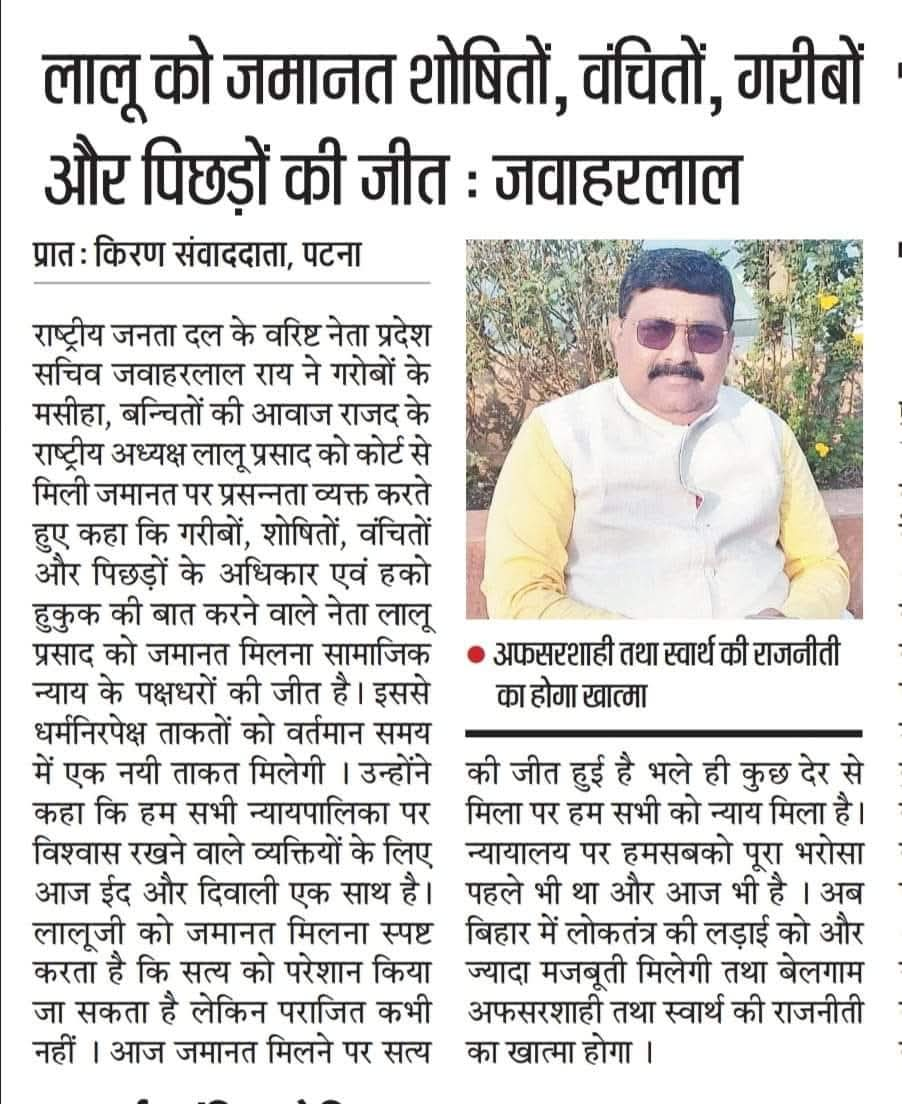 लालू को जमानत शोषितों, वंचितों, गरीबों
और पिछड़ों की जीत : जवाहरलाल
प्रात: किरण संवाददाता, पटना
राष्ट्रीय जनता दल के वरिष्ट नेता प्रदेश
सचिव जवाहरलाल राय ने गरोबों के
मसीहा, बन्चितों की आवाज राजद के
राष्ट्रीय अध्यक्ष लालू प्रसाद को कोर्ट से
मिली जमानत पर प्रसन्नता व्यक्त करते
हुए कहा कि गरीबों, शोषितों, वंचितों
और पिछड़ों के अधिकार एवं हको
हुकुक की बात करने वाले नेता लालू
प्रसाद को जमानत मिलना सामाजिक
न्याय के पक्षधरों की जीत है। इससे
धर्मनिरपेक्ष ताकतों को वर्तमान समय
में एक नयी ताकत मिलेगी । उन्होंने
कहा कि हम सभी न्यायपालिका पर
विश्वास रखने वाले व्यक्तियों के लिए
आज ईद और दिवाली एक साथ है।
लालूजी को जमानत मिलना स्पष्ट
करता है कि सत्य को परेशान किया
जा सकता है लेकिन पराजित कभी
नहीं । आज जमानत मिलने पर सत्य
• अफसरशाही तथा स्वार्थ की राजनीती
का होगा खात्मा
की जीत हुई है भले ही कुछ देर से
मिला पर हम सभी को न्याय मिला है।
न्यायालय पर हमसबको पूरा भरोसा
पहले भी था और आज भी है । अब
बिहार में लोकतंत्र की लड़ाई को और
ज्यादा मजबूती मिलेगी तथा बेलगाम
अफसरशाही तथा स्वार्थ की राजनीती
का खात्मा होगा ।